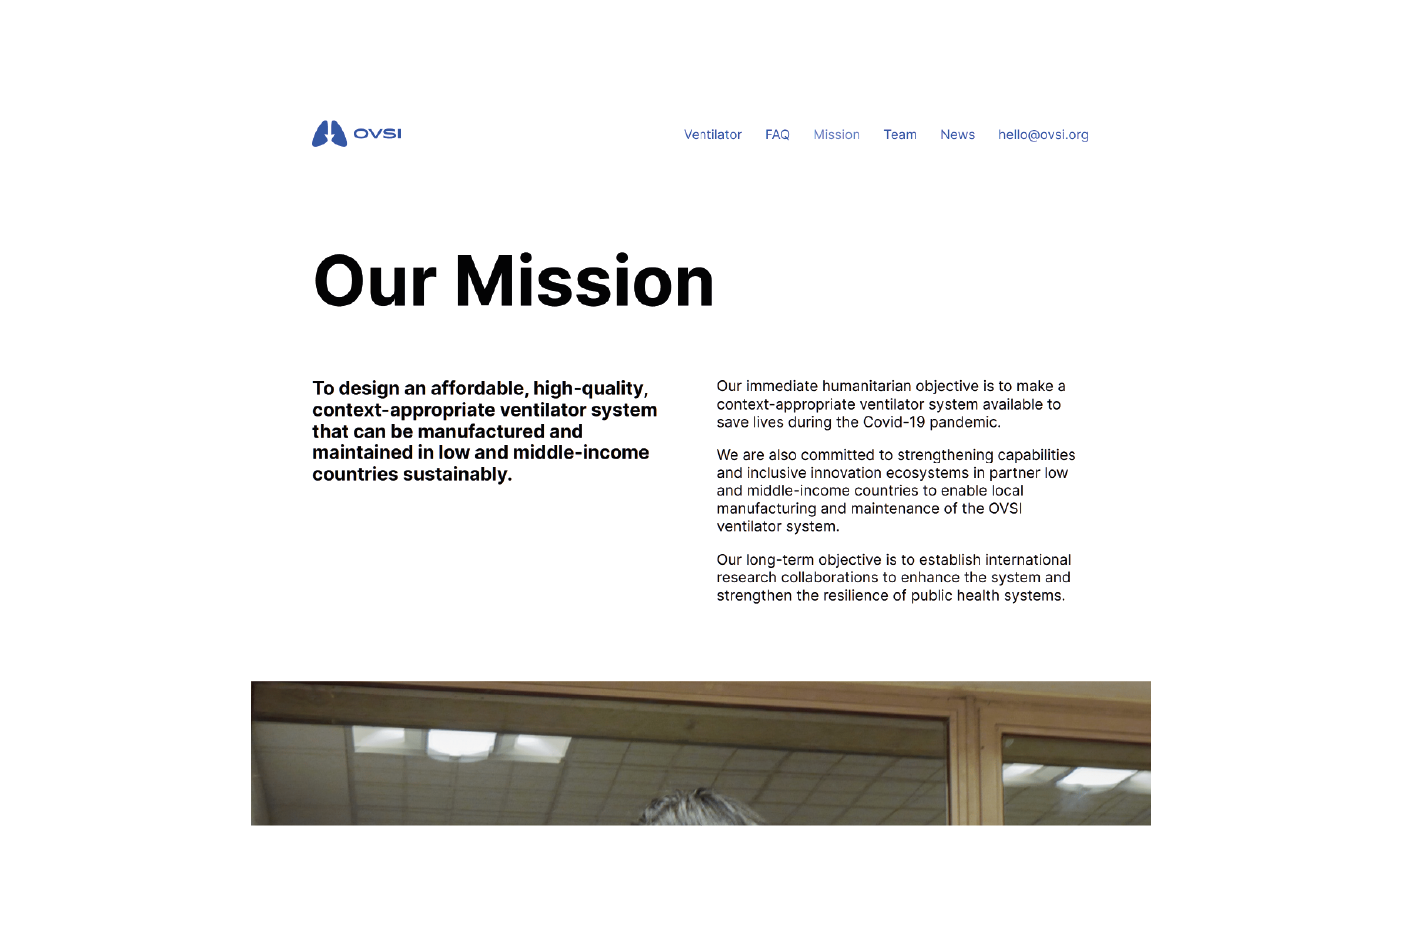 OVSI
Ventilator FAQ Mission Team News hello@ovsi.org
Our Mission
To design an affordable, high-quality,
context-appropriate ventilator system
that can be manufactured and
maintained in low and middle-income
countries sustainably.
Our immediate humanitarian objective is to make a
context-appropriate ventilator system available to
save lives during the Covid-19 pandemic.
We are also committed to strengthening capabilities
and inclusive innovation ecosystems in partner low
and middle-income countries to enable local
manufacturing and maintenance of the OVSI
ventilator system.
Our long-term objective is to establish international
research collaborations to enhance the system and
strengthen the resilience of public health systems.